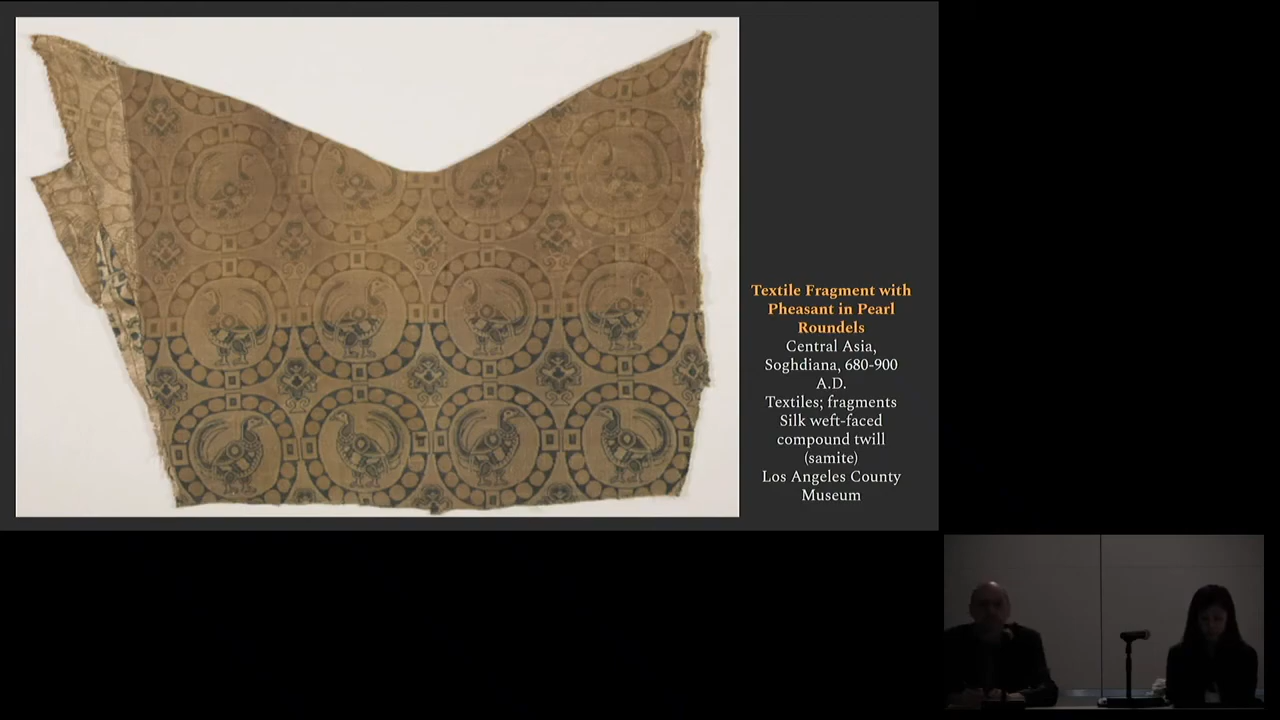 Textile Fragment with
Pheasant in Pearl
Roundels
Central Asia,
Soghdiana, 680-900
A.D.
Textiles; fragments
Silk weft-faced
compound twill
(samite)
Los Angeles County
Museum